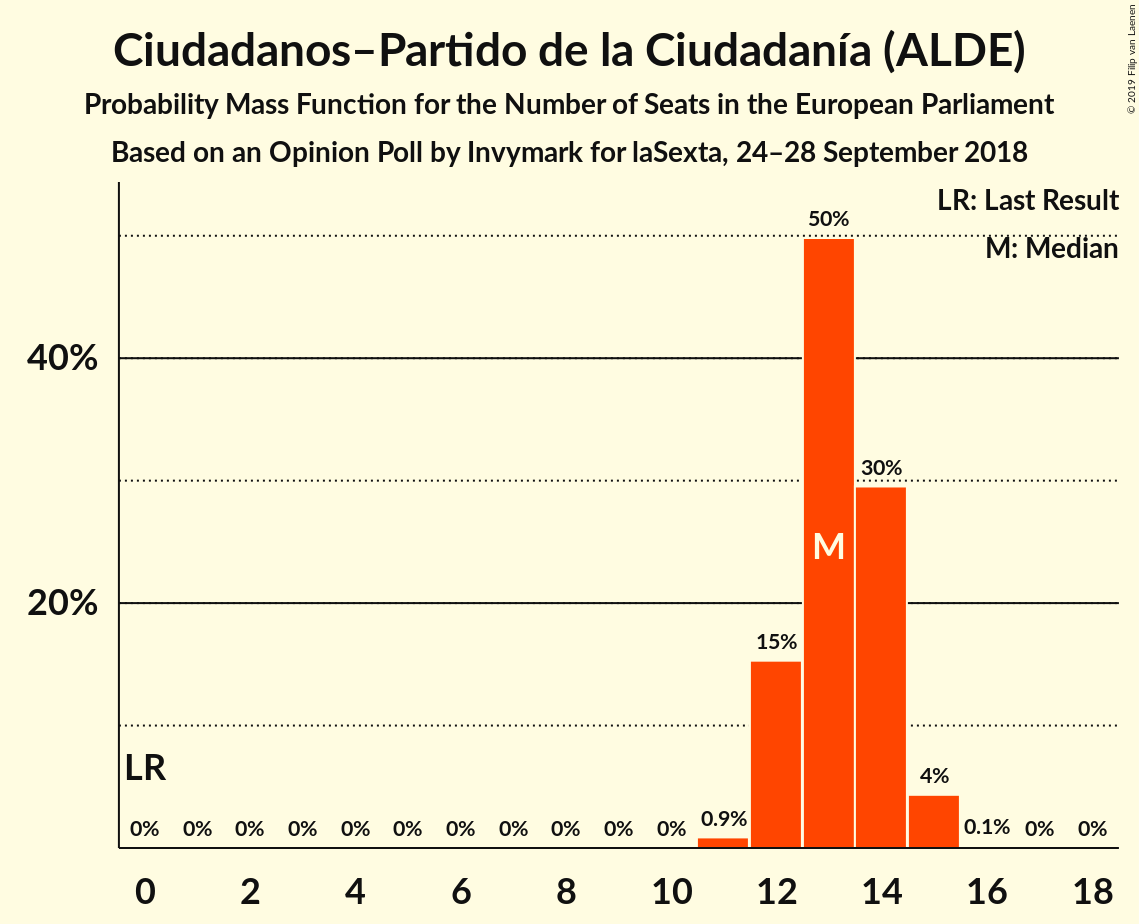 Ciudadanos–Partido de la Ciudadanía (ALDE)
Probability Mass Function for the Number of Seats in the European Parliament
Based on an Opinion Poll by Invymark for laSexta, 24–28 September 2018
© 2019 Filip van Laenen
LR: Last Result
M: Median
50%
40%
30%
M
20%
15%
LR
4%
0% 0% 0% 0% 0% 0% 0% 0% 0% 0% 0% 0.9% 0.1% 0% 0%
0 2 4 6 8 10 12 14 16 18